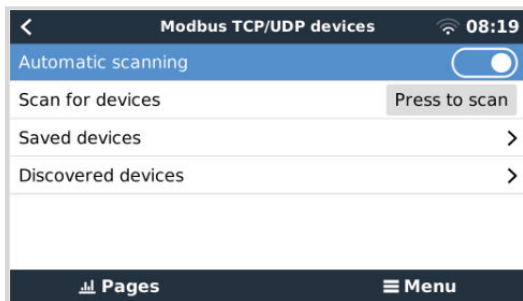 Modbus TCP/UDP devices 08:19
Automatic scanning
Scan for devices Press to scan
Saved devices
Discovered devices
Pages Menu